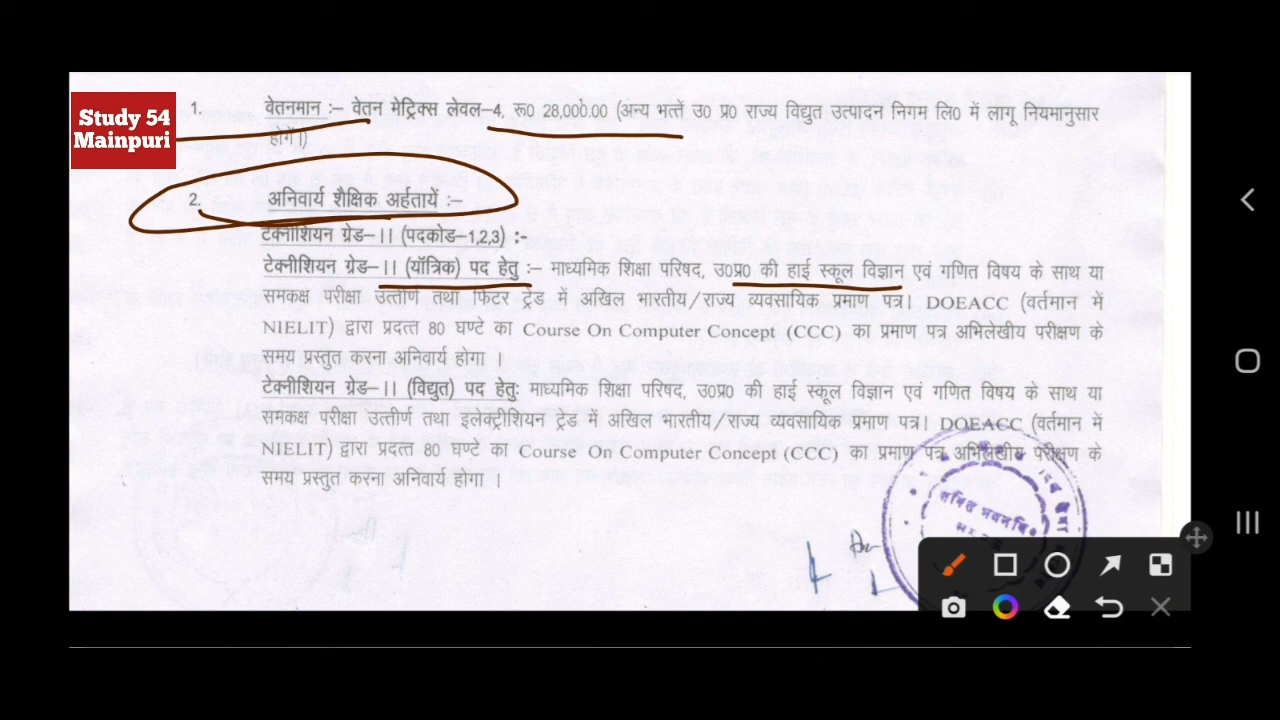 Study 54
Mainpuri
1. वेतनमान :– वेतन मेट्रिक्स लेवल–4, रू0 28,000.00 (अन्य भत्तें उ0 प्र0 राज्य विद्युत उत्पादन निगम लि0 में लागू नियमानुसार
होगें।)
2. अनिवार्य शैक्षिक अर्हतायें :–
टेक्नीशियन ग्रेड–।। (पदकोड–1,2,3) :-
टेक्नीशियन ग्रेड–।। (यॉत्रिक) पद हेतु :– माध्यमिक शिक्षा परिषद, उ0प्र0 की हाई स्कूल विज्ञान एवं गणित विषय के साथ या
समकक्ष परीक्षा उत्तीर्ण तथा फिटर ट्रेड में अखिल भारतीय/राज्य व्यवसायिक प्रमाण पत्र। DOEACC (वर्तमान में
NIELIT) द्वारा प्रदत्त 80 घण्टे का Course On Computer Concept (CCC) का प्रमाण पत्र अभिलेखीय परीक्षण के
समय प्रस्तुत करना अनिवार्य होगा ।
टेक्नीशियन ग्रेड–।। (विद्युत) पद हेतुः माध्यमिक शिक्षा परिषद, उ0प्र0 की हाई स्कूल विज्ञान एवं गणित विषय के साथ या
समकक्ष परीक्षा उत्तीर्ण तथा इलेक्ट्रीशियन ट्रेड में अखिल भारतीय/राज्य व्यवसायिक प्रमाण पत्र। DOEACC (वर्तमान में
NIELIT) द्वारा प्रदत्त 80 घण्टे का Course On Computer Concept (CCC) का प्रमाण पत्र अभिलेखीय परीक्षण के
समय प्रस्तुत करना अनिवार्य होगा ।